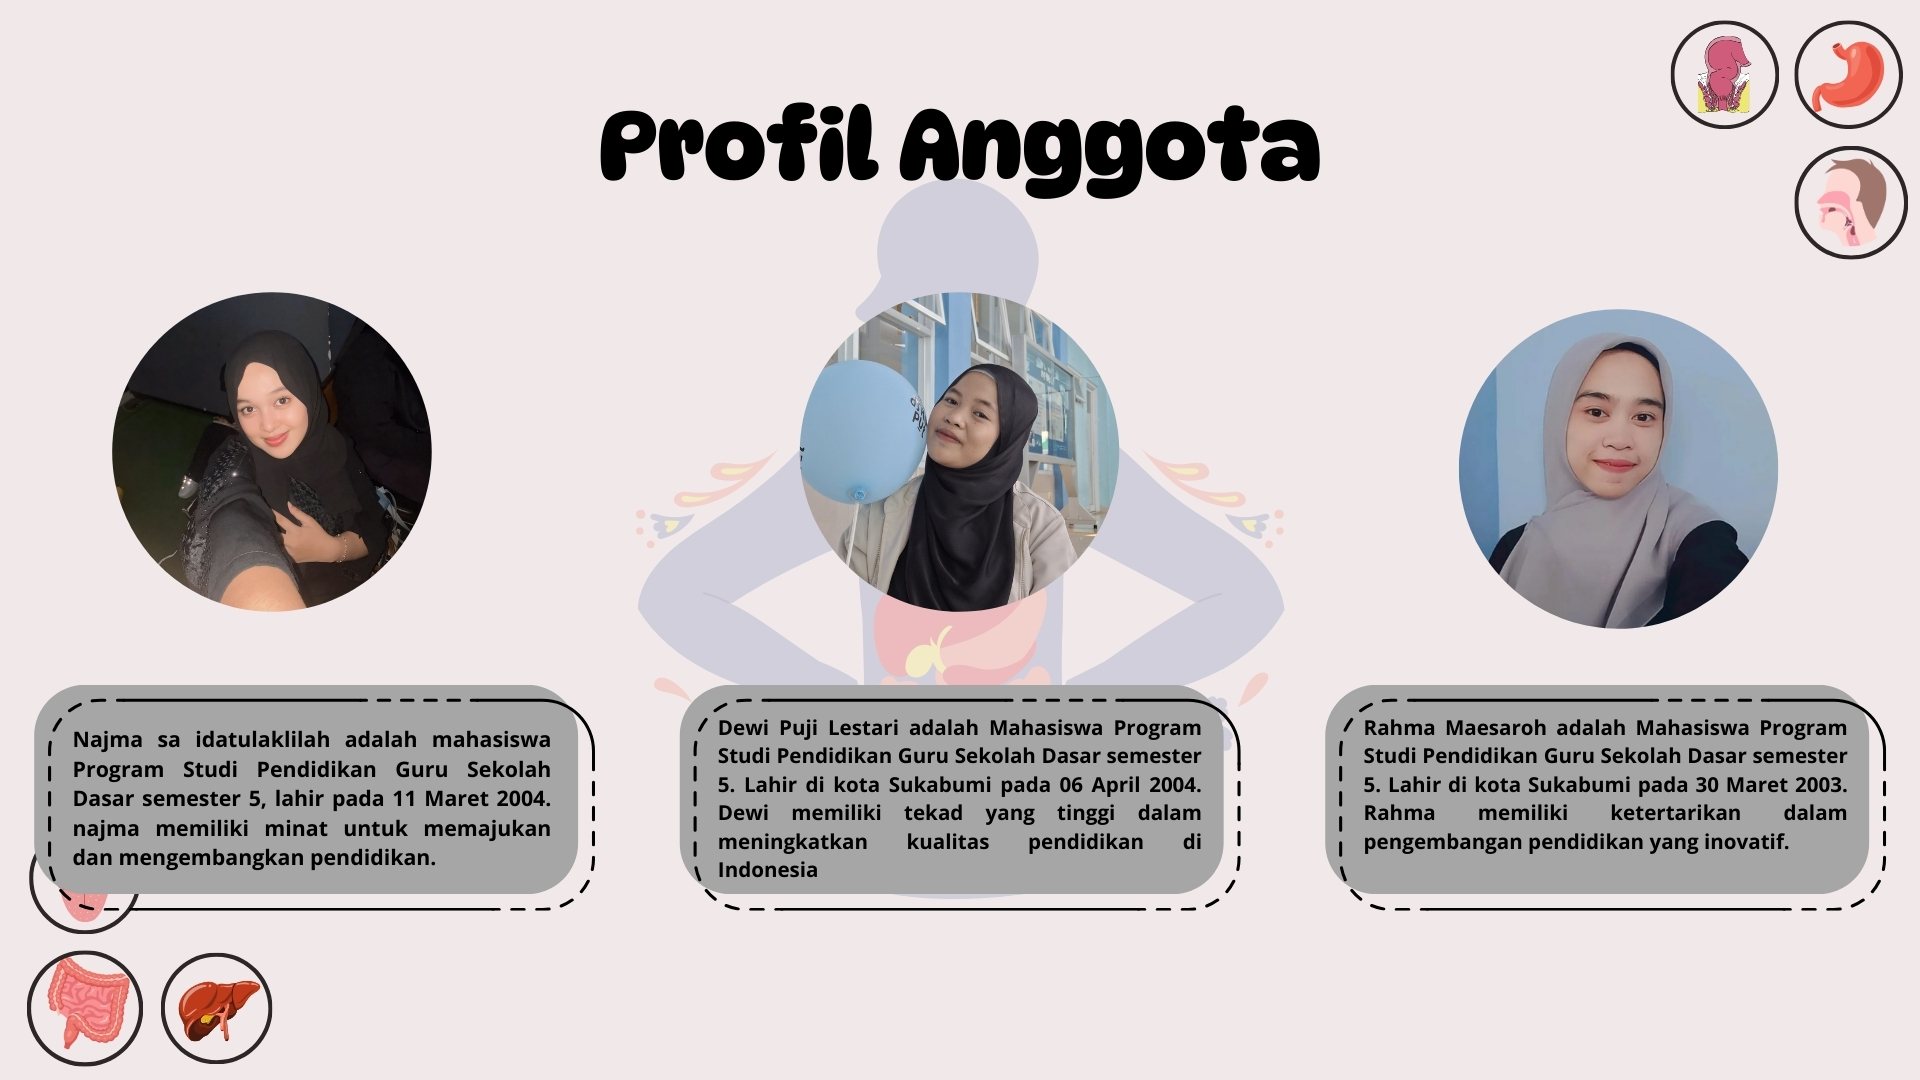 Profil Anggota
Najma sa idatulaklilah adalah mahasiswa
Program Studi Pendidikan Guru Sekolah
Dasar semester 5, lahir pada 11 Maret 2004.
najma memiliki minat untuk memajukan
dan mengembangkan pendidikan.
Dewi Puji Lestari adalah Mahasiswa Program
Studi Pendidikan Guru Sekolah Dasar semester
5. Lahir di kota Sukabumi pada 06 April 2004.
Dewi memiliki tekad yang tinggi dalam
meningkatkan kualitas pendidikan di
Indonesia
Rahma Maesaroh adalah Mahasiswa Program
Studi Pendidikan Guru Sekolah Dasar semester
5. Lahir di kota Sukabumi pada 30 Maret 2003.
Rahma memiliki ketertarikan dalam
pengembangan pendidikan yang inovatif.